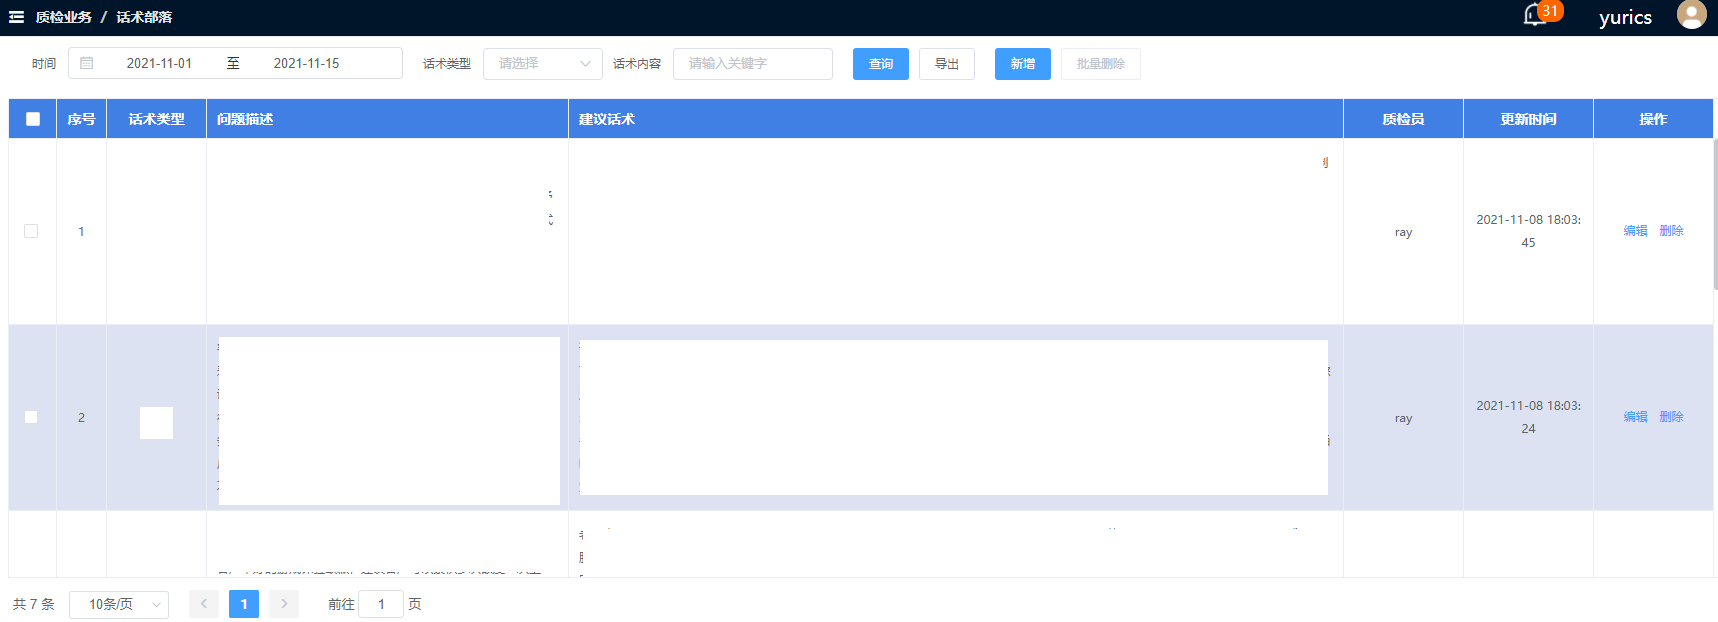 质检业务 / 话术部落 31 yurics
时间 2021-11-01 至 2021-11-15 话术类型 请选择 话术内容 请输入关键字 查询 导出 新增 批量删除
序号 话术类型 问题描述 建议话术 质检员 更新时间 操作
1 ray 2021-11-08 18:03:
45 编辑 删除
2 ray 2021-11-08 18:03:
24 编辑 删除
共 7 条 10条/页 1 前往 1 页